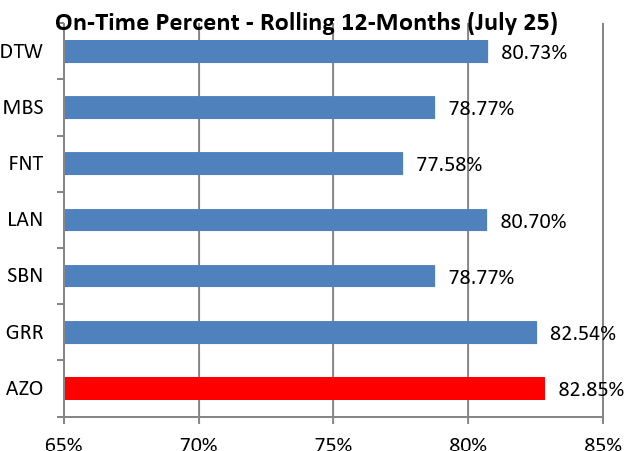 On-Time Percent - Rolling 12-Months (July 25)
DTW 80.73%
MBS 78.77%
FNT 77.58%
LAN 80.70%
SBN 78.77%
GRR 82.54%
AZO 82.85%
65% 70% 75% 80% 85%